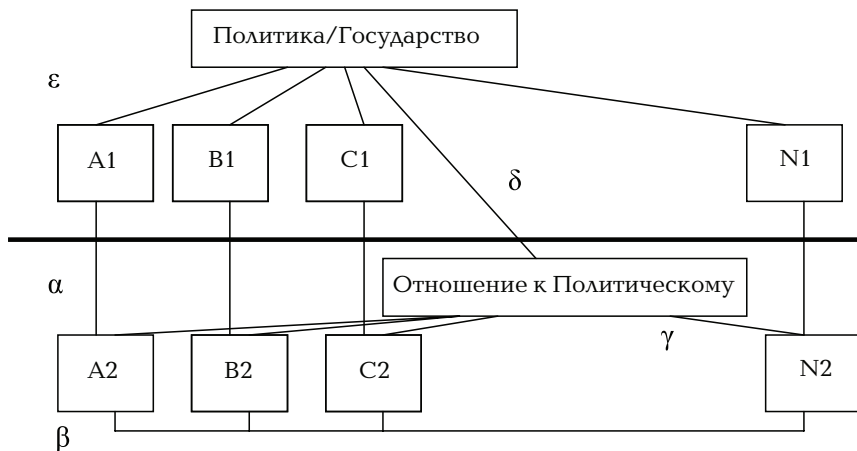 Политика/Государство
ε
A1 B1 C1 N1
δ
α
Отношение к Политическому
γ
A2 B2 C2 N2
β